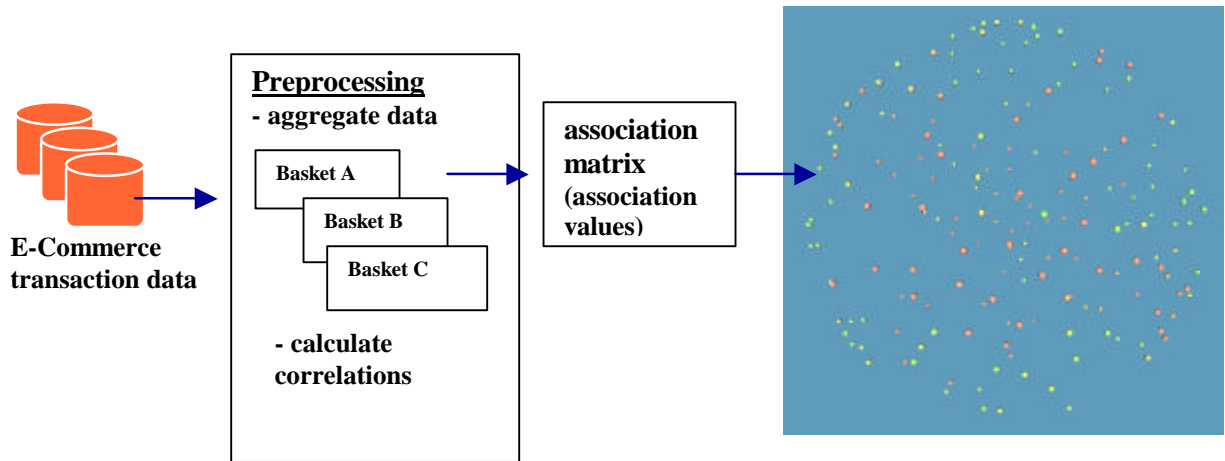 E-Commerce
transaction data
Preprocessing
- aggregate data
Basket A
Basket B
Basket C
- calculate
correlations
association
matrix
(association
values)